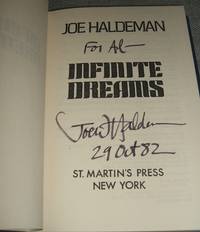 JOE HALDEMAN
For Al—
INFINITE
DREAMS
Joe Haldeman
29 Oct 82
ST. MARTIN'S PRESS
NEW YORK